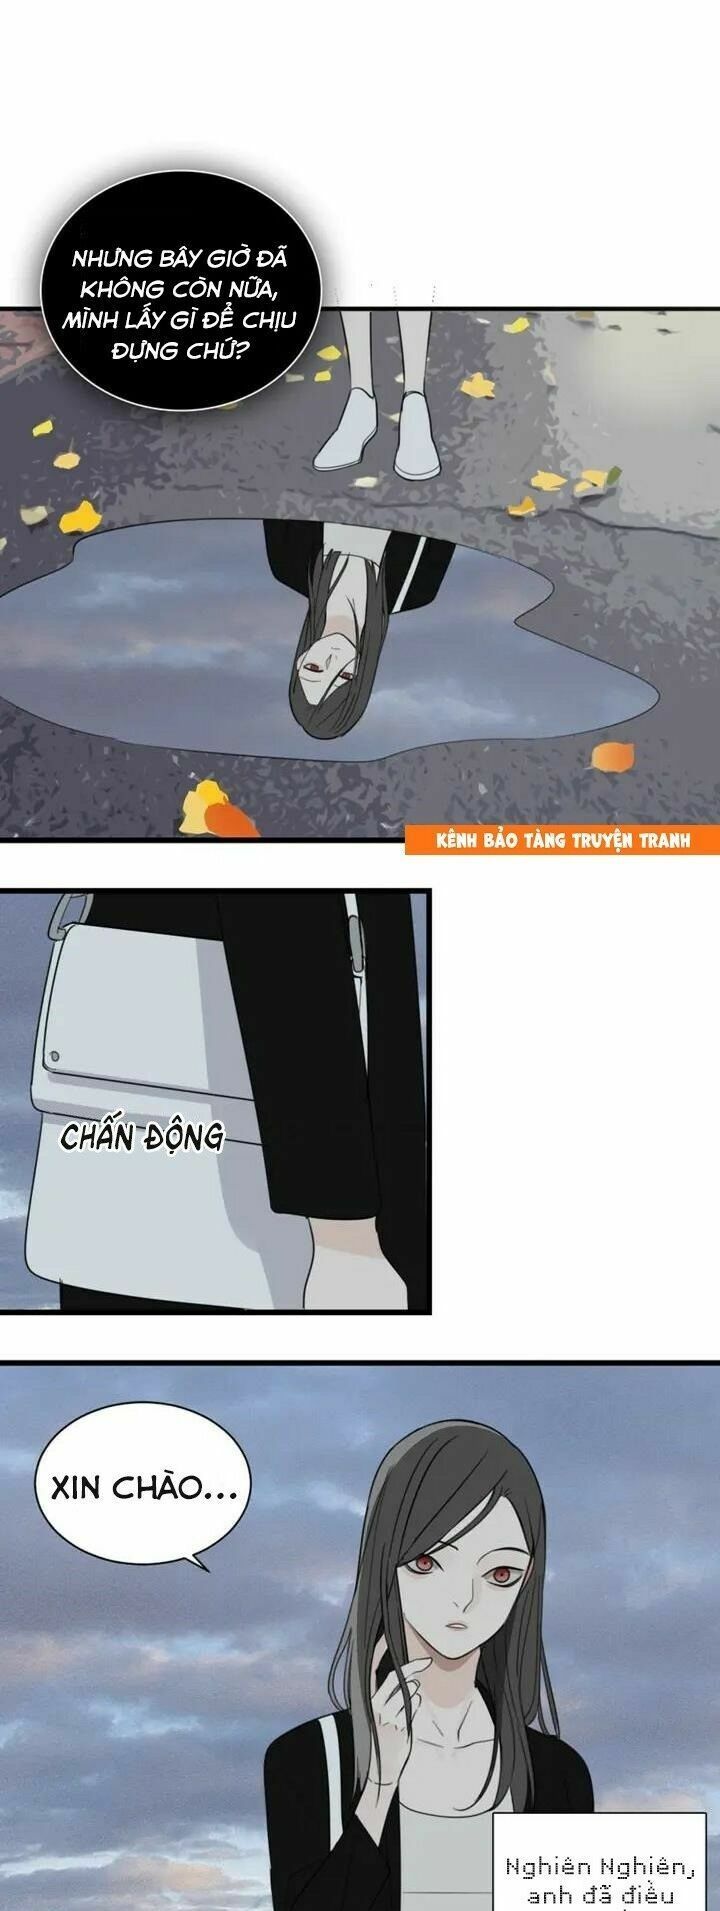 NHƯNG BÂY GIỜ ĐÃ
KHÔNG CÒN NỮA,
MÌNH LẤY GÌ ĐỂ CHỊU
ĐỰNG CHỨ?
KÊNH BẢO TÀNG TRUYỆN TRANH
CHẤN ĐỘNG
XIN CHÀO...
Nghiên Nghiên,
anh đã điều